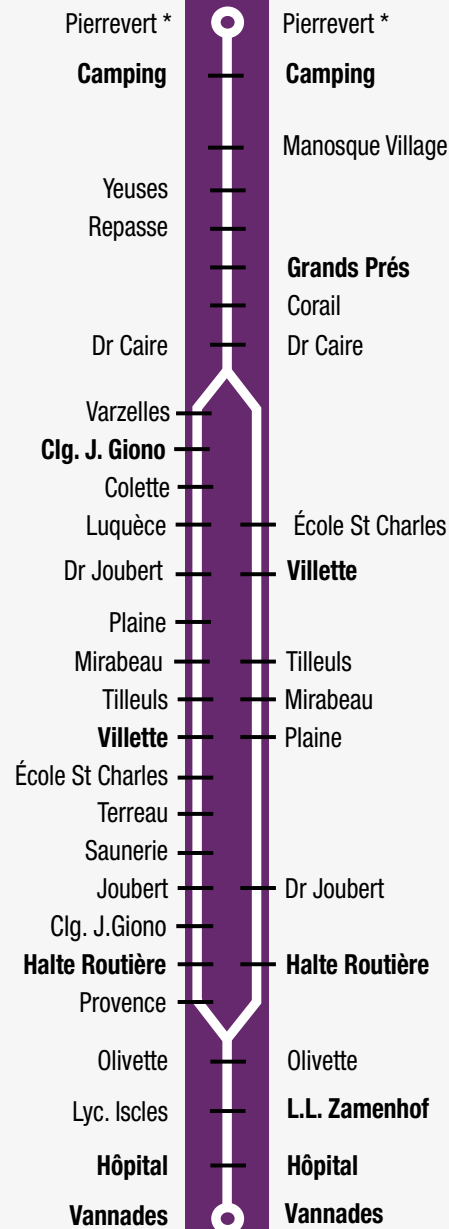 Pierrevert * Pierrevert *
Camping Camping
Manosque Village
Yeuses
Repasse
Grands Prés
Corail
Dr Caire Dr Caire
Varzelles
Clg. J. Giono
Colette
Luquèce École St Charles
Dr Joubert Villette
Plaine
Mirabeau Tilleuls
Tilleuls Mirabeau
Villette Plaine
École St Charles
Terreau
Saunerie
Joubert Dr Joubert
Clg. J.Giono
Halte Routière Halte Routière
Provence
Olivette Olivette
Lyc. Iscles L.L. Zamenhof
Hôpital Hôpital
Vannades Vannades